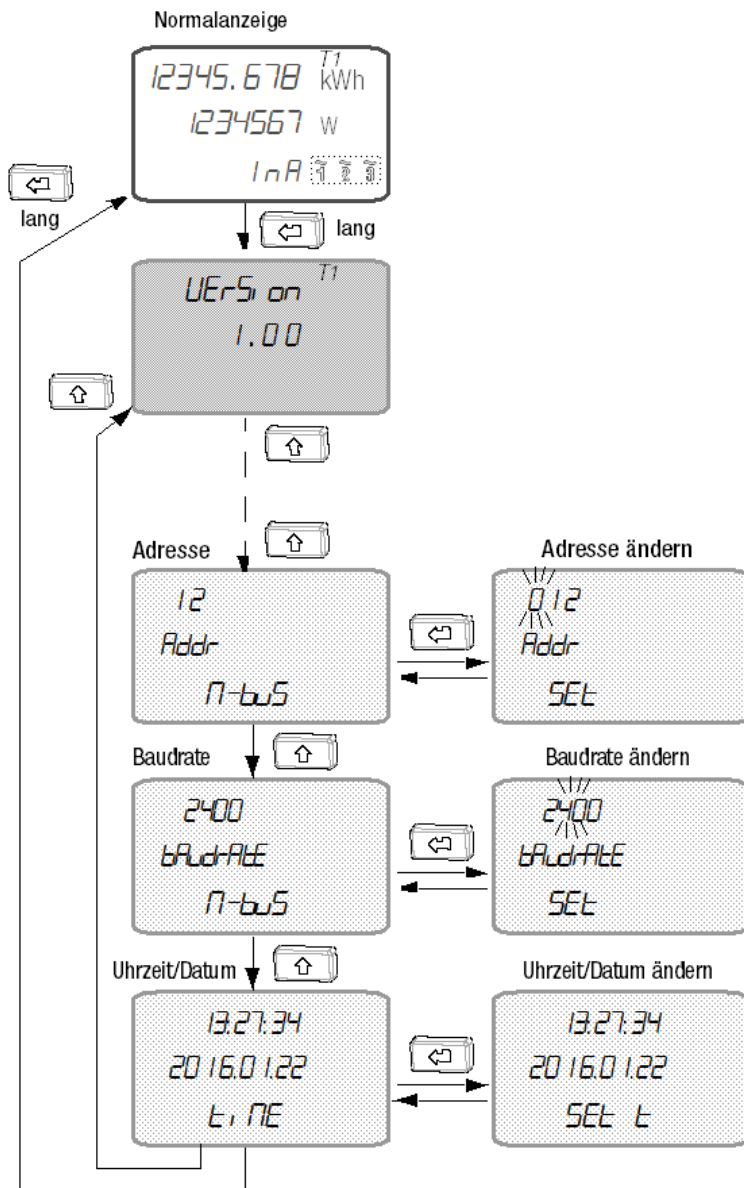 Normalanzeige
T1
12345.678 kWh
1234567 W
InA 1 2 3
lang
lang
T1
VErSion
1.00
Adresse
Adresse ändern
12
Addr
M-buS
012
Addr
SEt
Baudrate
Baudrate ändern
2400
bAudrAtE
M-buS
2400
bAudrAtE
SEt
Uhrzeit/Datum
Uhrzeit/Datum ändern
13:27:34
2016.01.22
tiME
13:27:34
2016.01.22
SEt t